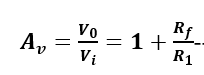 A_v = V_0/V_i = 1 + R_f/R_1 -